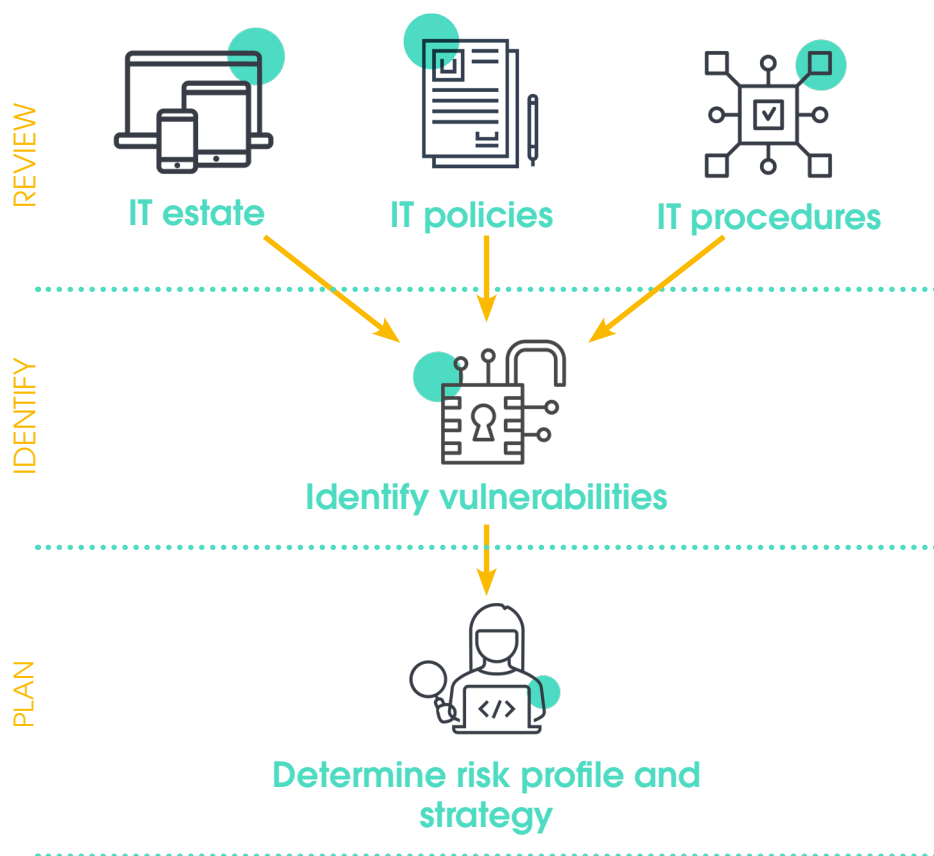 REVIEW
IT estate
IT policies
IT procedures
IDENTIFY
Identify vulnerabilities
PLAN
</>
Determine risk profile and
strategy